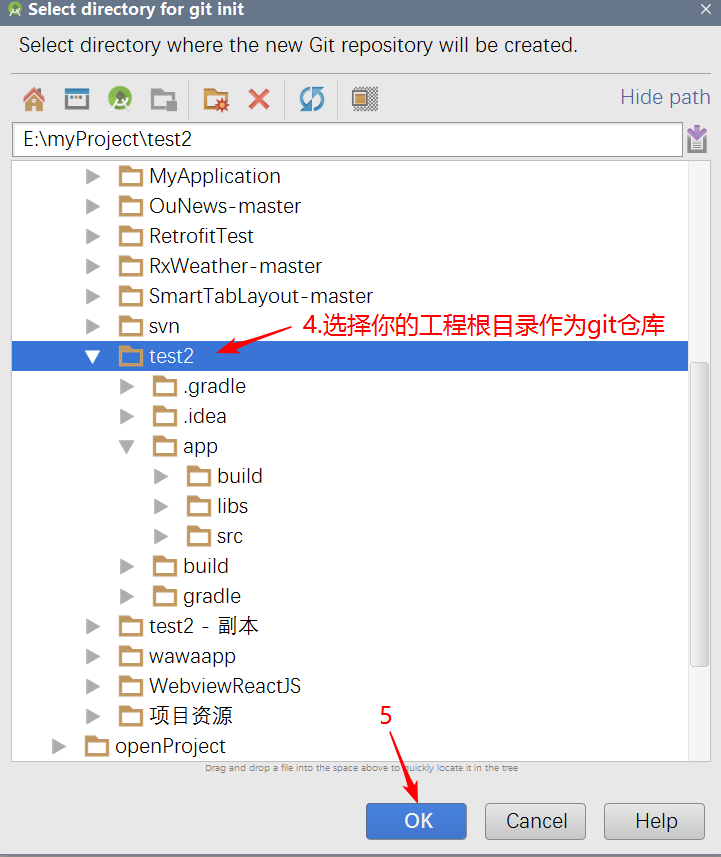 Select directory for git init
Select directory where the new Git repository will be created.
Hide path
E:\myProject\test2
MyApplication
OuNews-master
RetrofitTest
RxWeather-master
SmartTabLayout-master
svn
4.选择你的工程根目录作为git仓库
test2
.gradle
.idea
app
build
libs
src
build
gradle
test2 - 副本
wawaapp
WebviewReactJS
项目资源
5
openProject
Drag and drop a file into the space above to quickly locate it in the tree
OK Cancel Help